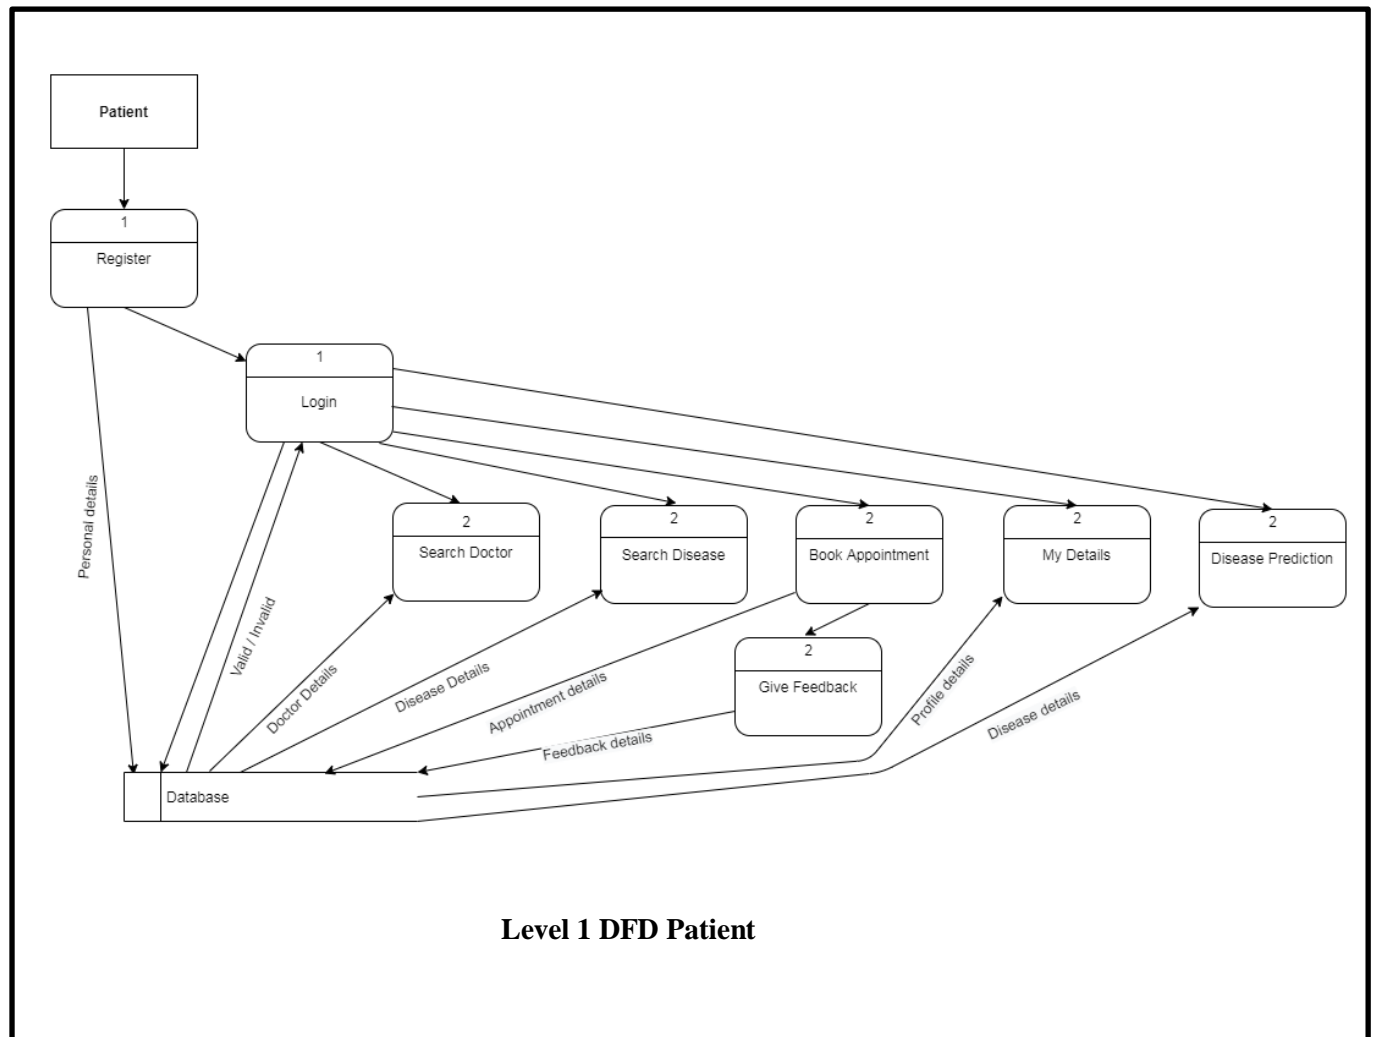 Patient
1
Register
1
Login
2
Search Doctor
2
Search Disease
2
Book Appointment
2
My Details
2
Disease Prediction
2
Give Feedback
Personal details
Valid / Invalid
Doctor Details
Disease Details
Appointment details
Feedback details
Profile details
Disease details
Database
Level 1 DFD Patient